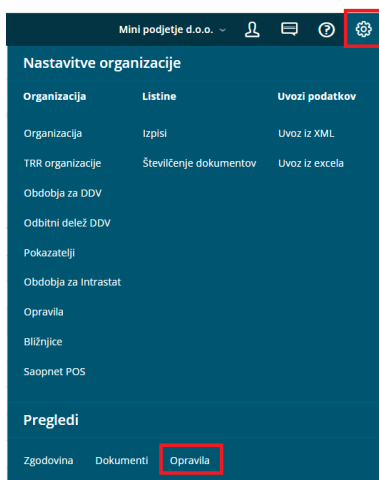 Mini podjetje d.o.o.
Nastavitve organizacije
Organizacija Listine Uvozi podatkov
Organizacija Izpisi Uvoz iz XML
TRR organizacije Številčenje dokumentov Uvoz iz excela
Obdobja za DDV
Odbitni delež DDV
Pokazatelji
Obdobja za Intrastat
Opravila
Bližnjice
Saopnet POS
Pregledi
Zgodovina Dokumenti Opravila